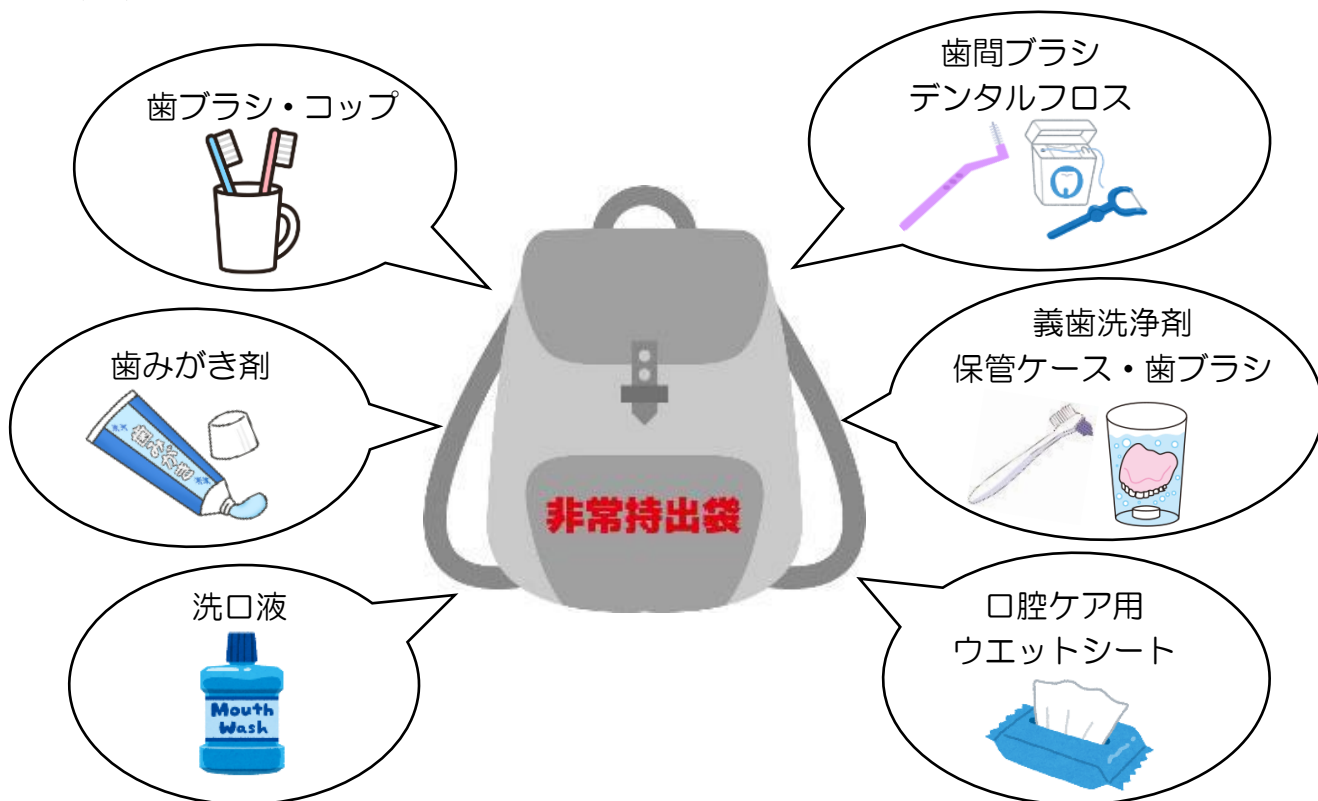 歯ブラシ・コップ
歯間ブラシ
デンタルフロス
歯みがき剤
義歯洗浄剤
保管ケース・歯ブラシ
非常持出袋
洗口液
Mouth
Wash
口腔ケア用
ウエットシート